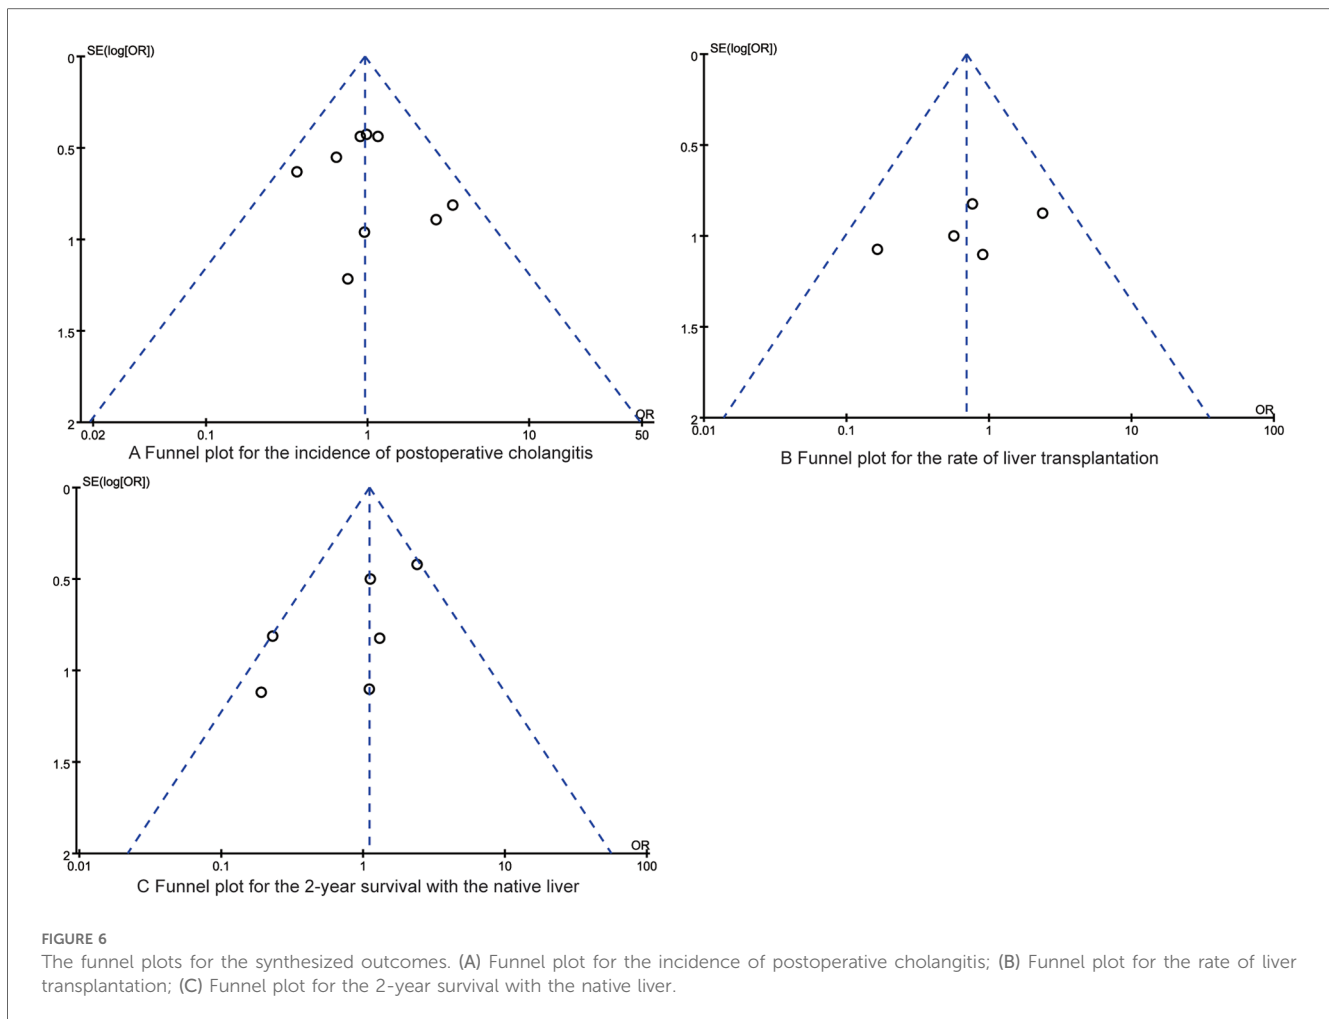 SE(log[OR])
0
0.5
1
1.5
2
OR
0.02 0.1 1 10 50
A Funnel plot for the incidence of postoperative cholangitis
SE(log[OR])
0
0.5
1
1.5
2
OR
0.01 0.1 1 10 100
B Funnel plot for the rate of liver transplantation
SE(log[OR])
0
0.5
1
1.5
2
OR
0.01 0.1 1 10 100
C Funnel plot for the 2-year survival with the native liver
FIGURE 6
The funnel plots for the synthesized outcomes. (A) Funnel plot for the incidence of postoperative cholangitis; (B) Funnel plot for the rate of liver
transplantation; (C) Funnel plot for the 2-year survival with the native liver.